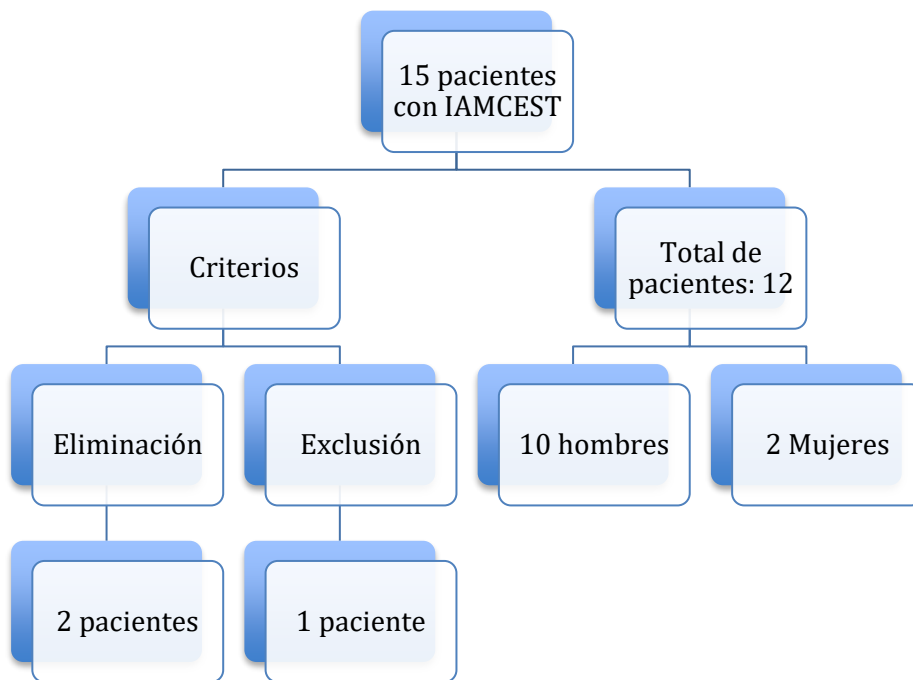 15 pacientes
con IAMCEST
Criterios
Total de
pacientes: 12
Eliminación
Exclusión
10 hombres
2 Mujeres
2 pacientes
1 paciente